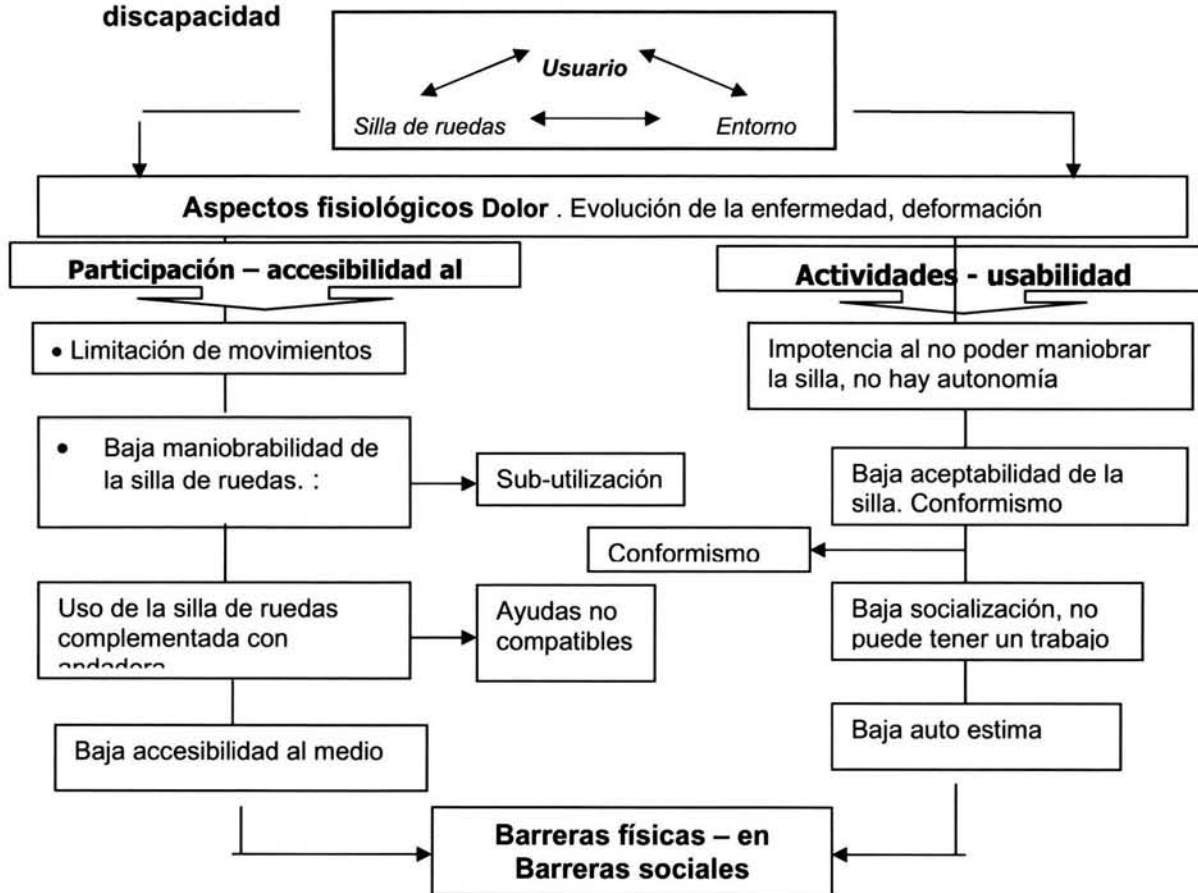 discapacidad
Usuario
Silla de ruedas
Entorno
Aspectos fisiológicos Dolor . Evolución de la enfermedad, deformación
Participación – accesibilidad al
Actividades - usabilidad
• Limitación de movimientos
Impotencia al no poder maniobrar
la silla, no hay autonomía
• Baja maniobrabilidad de
la silla de ruedas. :
Sub-utilización
Baja aceptabilidad de la
silla. Conformismo
Conformismo
Uso de la silla de ruedas
complementada con
andadera
Ayudas no
compatibles
Baja socialización, no
puede tener un trabajo
Baja accesibilidad al medio
Baja auto estima
Barreras físicas – en
Barreras sociales